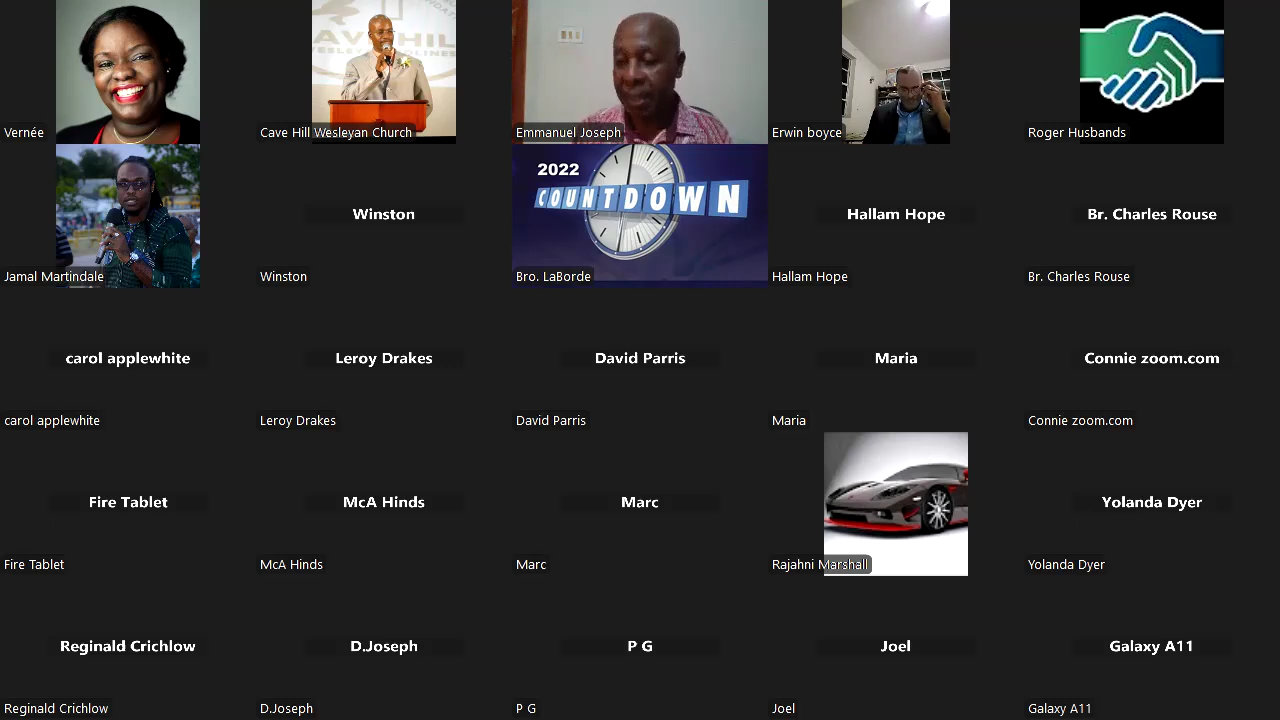 AVE HIL
Vernée
Cave Hill Wesleyan Church
Emmanuel Joseph
Erwin boyce
Roger Husbands
Jamal Martindale
Winston
Winston
2022
COUNTDOWN
Bro. LaBorde
Hallam Hope
Hallam Hope
Br. Charles Rouse
Br. Charles Rouse
carol applewhite
carol applewhite
Leroy Drakes
Leroy Drakes
David Parris
David Parris
Maria
Maria
Connie zoom.com
Connie zoom.com
Fire Tablet
Fire Tablet
McA Hinds
McA Hinds
Marc
Marc
Rajahni Marshall
Yolanda Dyer
Yolanda Dyer
Reginald Crichlow
Reginald Crichlow
D.Joseph
D.Joseph
P G
P G
Joel
Joel
Galaxy A11
Galaxy A11